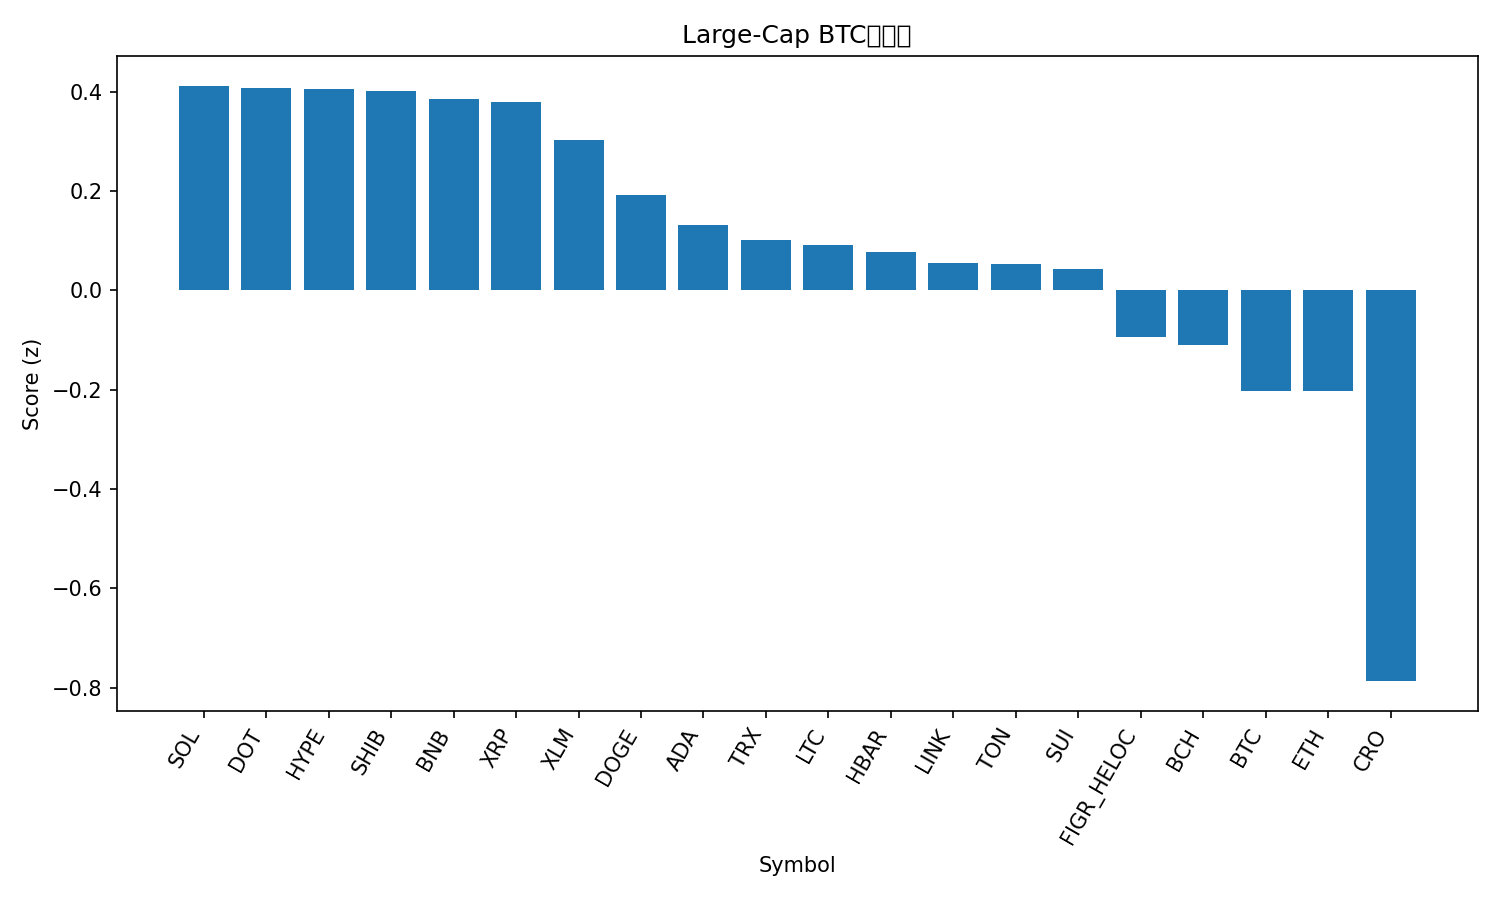 Large-Cap BTC
Score (z)
0.4
0.2
0.0
−0.2
−0.4
−0.6
−0.8
SOL
DOT
HYPE
SHIB
BNB
XRP
XLM
DOGE
ADA
TRX
LTC
HBAR
LINK
TON
SUI
FIGR_HELOC
BCH
BTC
ETH
CRO
Symbol